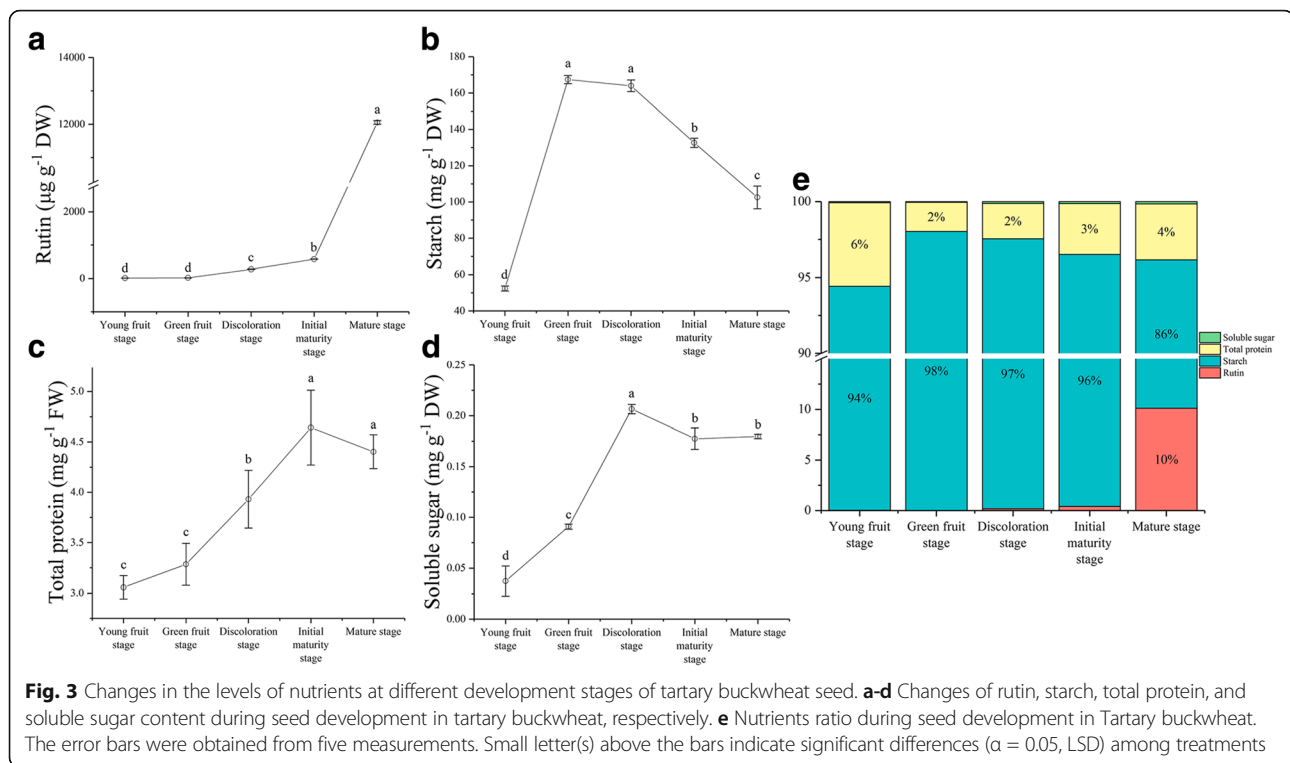 a
14000
12000
2000
0
Rutin (µg g-1 DW)
d
d
c
b
a
Young fruit stage
Green fruit stage
Discoloration stage
Initial maturity stage
Mature stage
b
180
160
140
120
100
80
60
40
Starch (mg g-1 DW)
d
a
a
b
c
Young fruit stage
Green fruit stage
Discoloration stage
Initial maturity stage
Mature stage
c
5.0
4.5
4.0
3.5
3.0
Total protein (mg g-1 FW)
c
c
b
a
a
Young fruit stage
Green fruit stage
Discoloration stage
Initial maturity stage
Mature stage
d
0.25
0.20
0.15
0.10
0.05
0.00
Soluble sugar (mg g-1 DW)
d
c
a
b
b
Young fruit stage
Green fruit stage
Discoloration stage
Initial maturity stage
Mature stage
e
100
95
90
10
5
0
6%
94%
2%
98%
2%
97%
3%
96%
4%
86%
10%
Young fruit stage
Green fruit stage
Discoloration stage
Initial maturity stage
Mature stage
Soluble sugar
Total protein
Starch
Rutin
Fig. 3 Changes in the levels of nutrients at different development stages of tartary buckwheat seed. a-d Changes of rutin, starch, total protein, and
soluble sugar content during seed development in tartary buckwheat, respectively. e Nutrients ratio during seed development in Tartary buckwheat.
The error bars were obtained from five measurements. Small letter(s) above the bars indicate significant differences (α = 0.05, LSD) among treatments